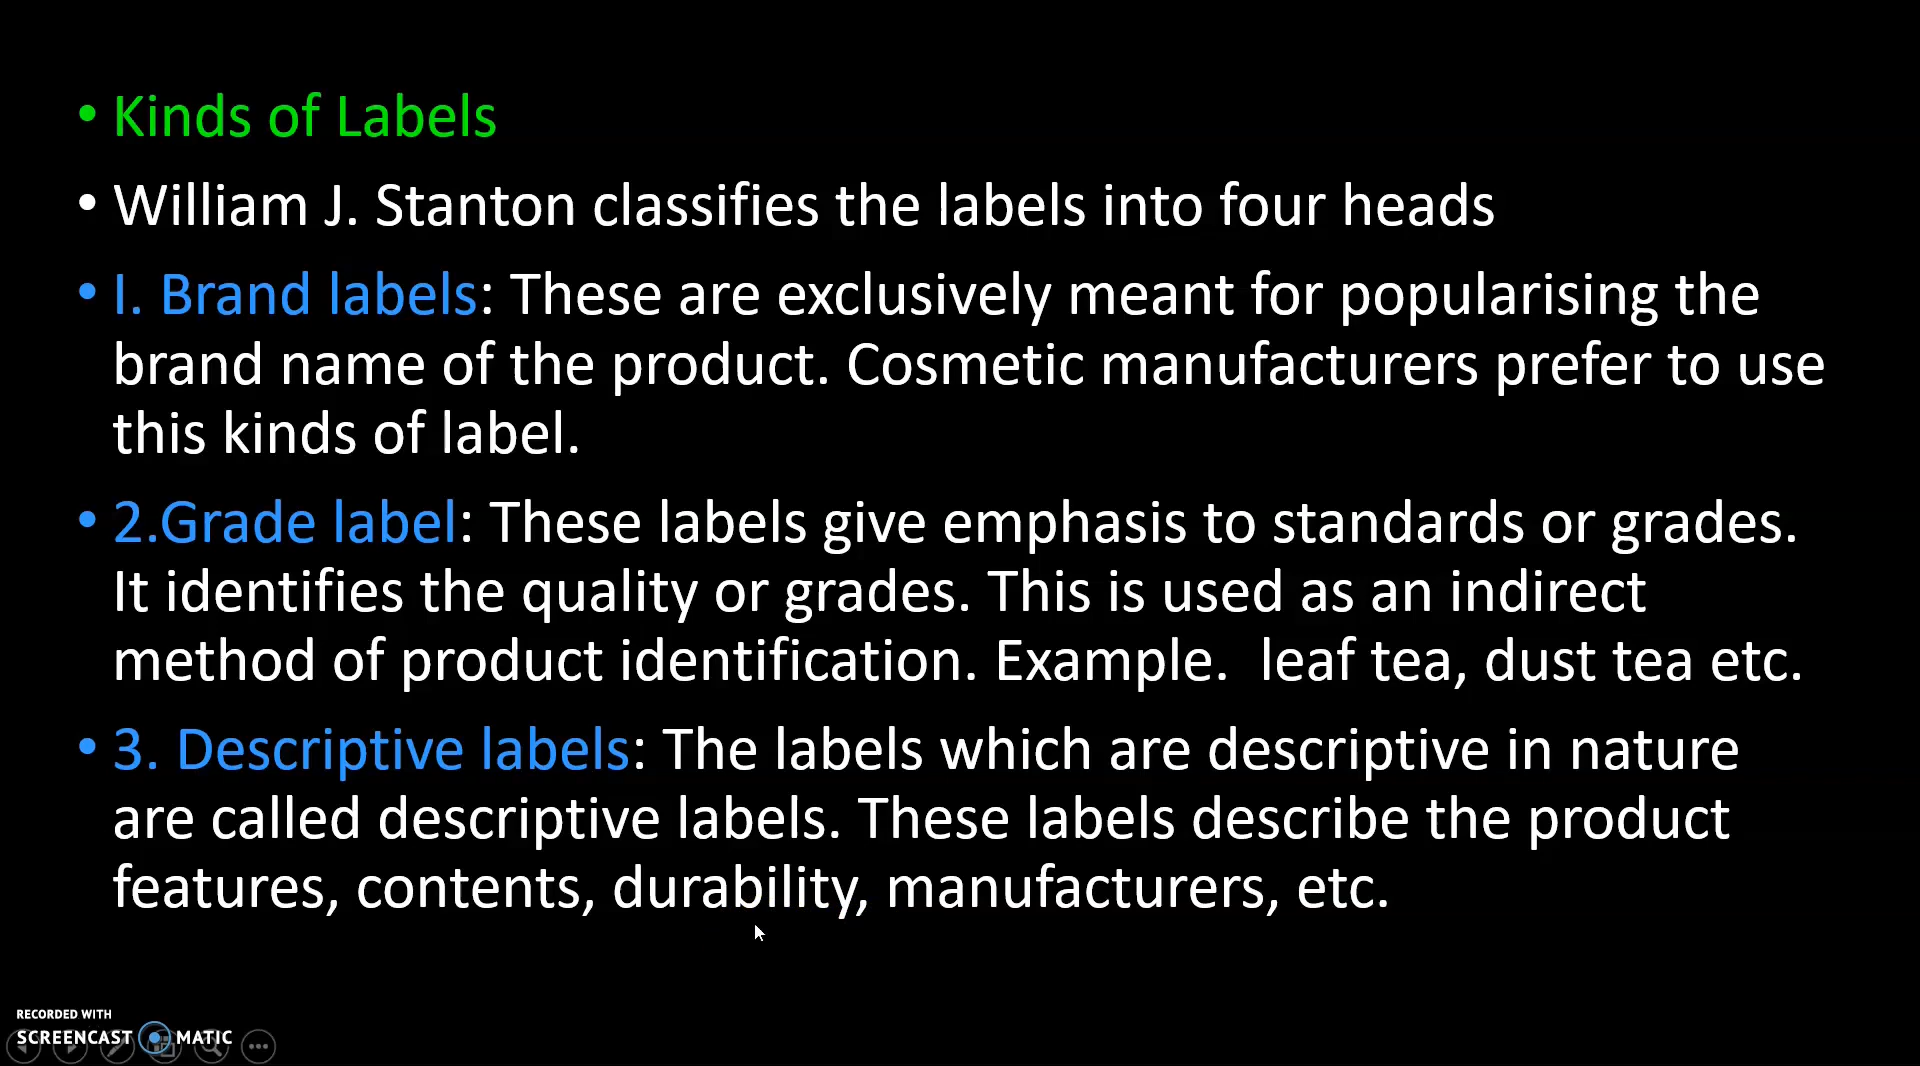 • Kinds of Labels
• William J. Stanton classifies the labels into four heads
• I. Brand labels: These are exclusively meant for popularising the
brand name of the product. Cosmetic manufacturers prefer to use
this kinds of label.
• 2.Grade label: These labels give emphasis to standards or grades.
It identifies the quality or grades. This is used as an indirect
method of product identification. Example.  leaf tea, dust tea etc.
• 3. Descriptive labels: The labels which are descriptive in nature
are called descriptive labels. These labels describe the product
features, contents, durability, manufacturers, etc.
RECORDED WITH
SCREENCAST MATIC